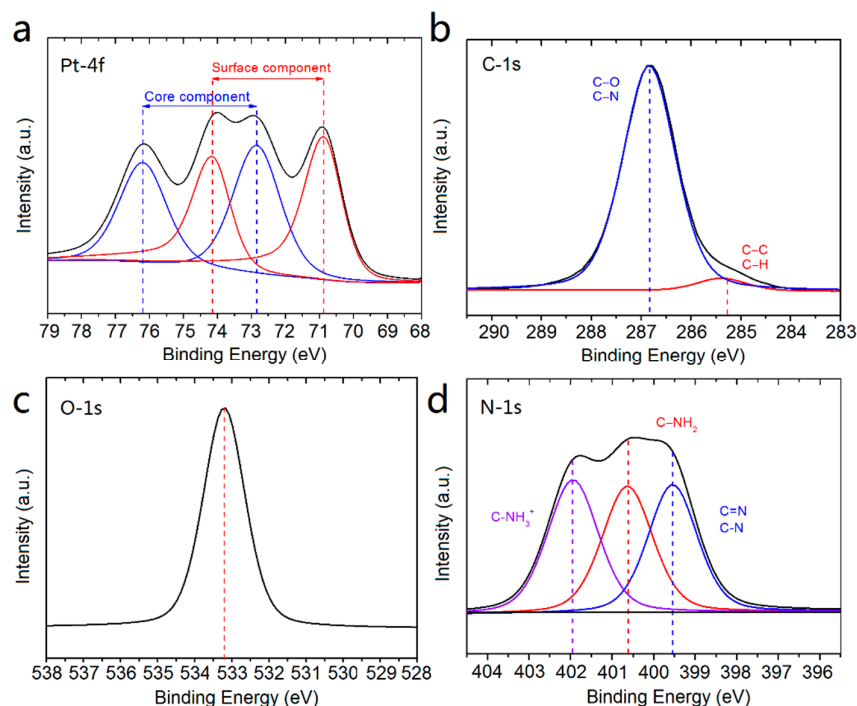 a
Pt-4f
Surface component
Core component
Intensity (a.u.)
79 78 77 76 75 74 73 72 71 70 69 68
Binding Energy (eV)
b
C-1s
C–O
C–N
C–C
C–H
Intensity (a.u.)
290 289 288 287 286 285 284 283
Binding Energy (eV)
c
O-1s
Intensity (a.u.)
538 537 536 535 534 533 532 531 530 529 528
Binding Energy (eV)
d
N-1s
C–NH₂
C-NH₃⁺
C=N
C-N
Intensity (a.u.)
404 403 402 401 400 399 398 397 396
Binding Energy (eV)